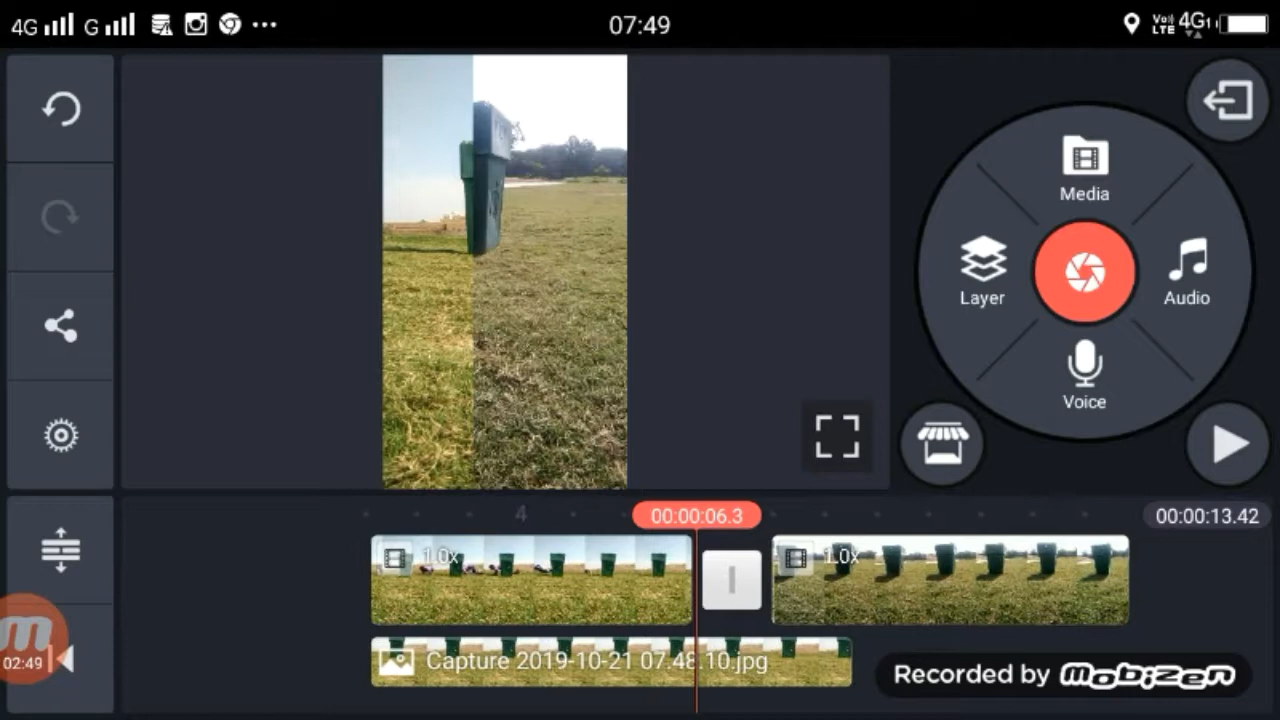 4G G 07:49 VoLTE 4G
Media
Layer
Audio
Voice
4
00:00:06.3
00:00:13.42
1.0x
1.0x
Capture 2019-10-21 07.48.10.jpg
02:49
Recorded by mobizen